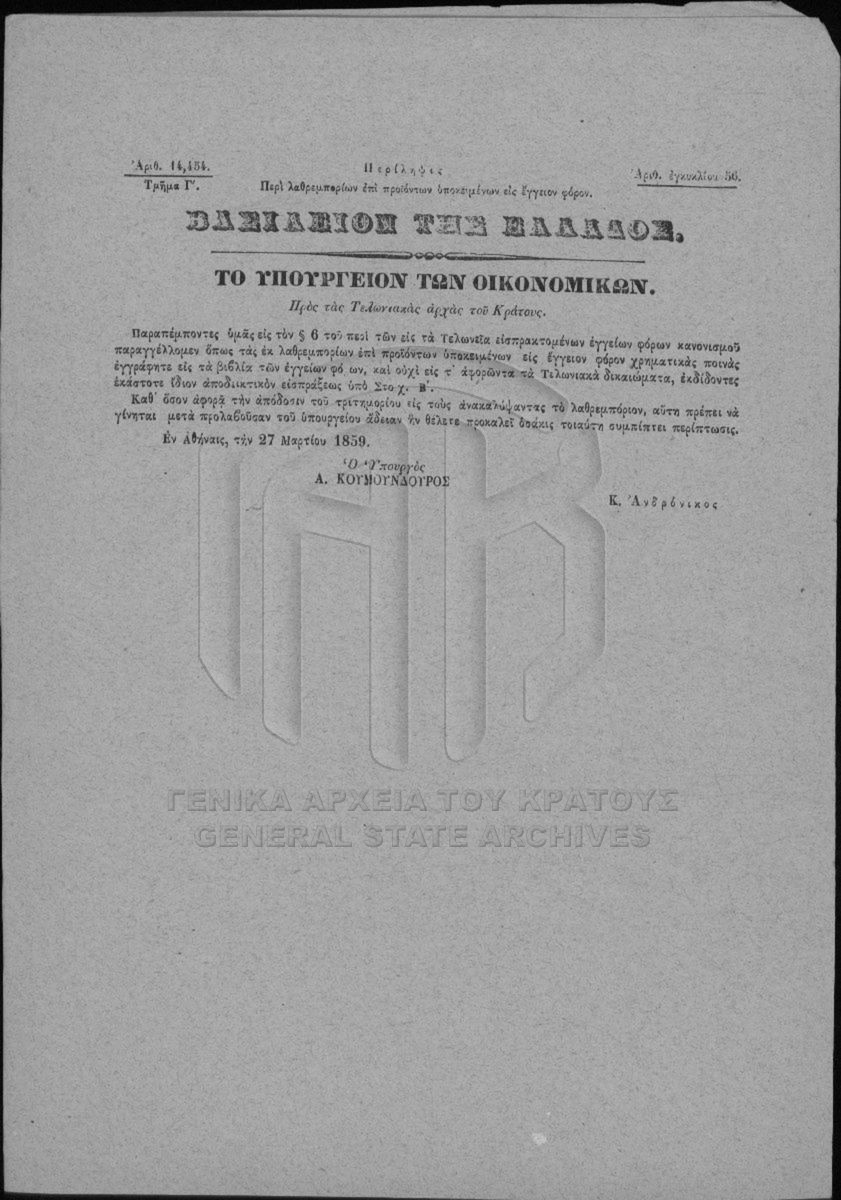 Ἀριθ. 14,454.
Τμῆμα Γ'.
Περίληψις
Περὶ λαθρεμπορίων ἐπὶ προϊόντων ὑποκειμένων εἰς ἔγγειον φόρον.
Ἀριθ. ἐγκυκλίου 56.
ΒΑΣΙΛΕΙΟΝ ΤΗΣ ΕΛΛΑΔΟΣ.
ΤΟ ΥΠΟΥΡΓΕΙΟΝ ΤΩΝ ΟΙΚΟΝΟΜΙΚΩΝ.
Πρὸς τὰς Τελωνιακὰς ἀρχὰς τοῦ Κράτους.
Παραπέμποντες ὑμᾶς εἰς τὸν § 6 τοῦ περὶ τῶν εἰς τὰ Τελωνεῖα εἰσπρακτομένων ἐγγείων φόρων κανονισμοῦ
παραγγέλλομεν ὅπως τὰς ἐκ λαθρεμπορίων ἐπὶ προϊόντων ὑποκειμένων εἰς ἔγγειον φόρον χρηματικὰς ποινὰς
ἐγγράφητε εἰς τὰ βιβλία τῶν ἐγγείων φό ων, καὶ οὐχὶ εἰς τ' ἀφορῶντα τὰ Τελωνιακὰ δικαιώματα, ἐκδίδοντες
ἑκάστοτε ἴδιον ἀποδεικτικὸν εἰσπράξεως ὑπὸ Στοιχ. Β'.
Καθ' ὅσον ἀφορᾷ τὴν ἀπόδοσιν τοῦ τριτημορίου εἰς τοὺς ἀνακαλύψαντας τὸ λαθρεμπόριον, αὕτη πρέπει νὰ
γίνηται μετὰ προλαβοῦσαν τοῦ ὑπουργείου ἄδειαν ἣν θέλετε προκαλεῖ ὁσάκις τοιαύτη συμπίπτει περίπτωσις.
Ἐν Ἀθήναις, τὴν 27 Μαρτίου 1859.
Ὁ Ὑπουργὸς
Α. ΚΟΥΜΟΥΝΔΟΥΡΟΣ
Κ. Ἀνδρόνικος
ΓΕΝΙΚΑ ΑΡΧΕΙΑ ΤΟΥ ΚΡΑΤΟΥΣ
GENERAL STATE ARCHIVES